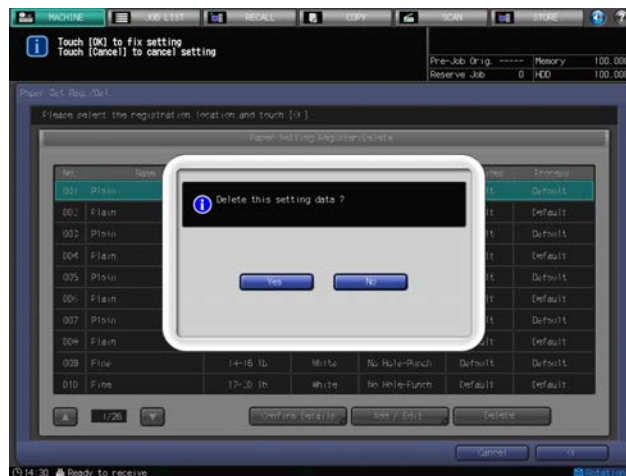 MACHINE JOB LIST RECALL COPY SCAN STORE
Touch [OK] to fix setting
Touch [Cancel] to cancel setting
Pre-Job Orig. ----- Memory 100.000
Reserve Job 0 HDD 100.000
Paper Set Reg./Del.
Please select the registration location and touch [OK]
Paper Setting Register/Delete
No. Name Process
001 Plain Default
002 Plain Default
003 Plain Default
004 Plain Default
005 Plain Default
006 Plain Default
007 Plain Default
008 Plain Default
009 Fine 14-16 lb White No Hole-Punch Default Default
010 Fine 17-20 lb White No Hole-Punch Default Default
Delete this setting data ?
Yes No
1/26 Confirm Details Add / Edit Delete
Cancel OK
14:30 Ready to receive Rotation